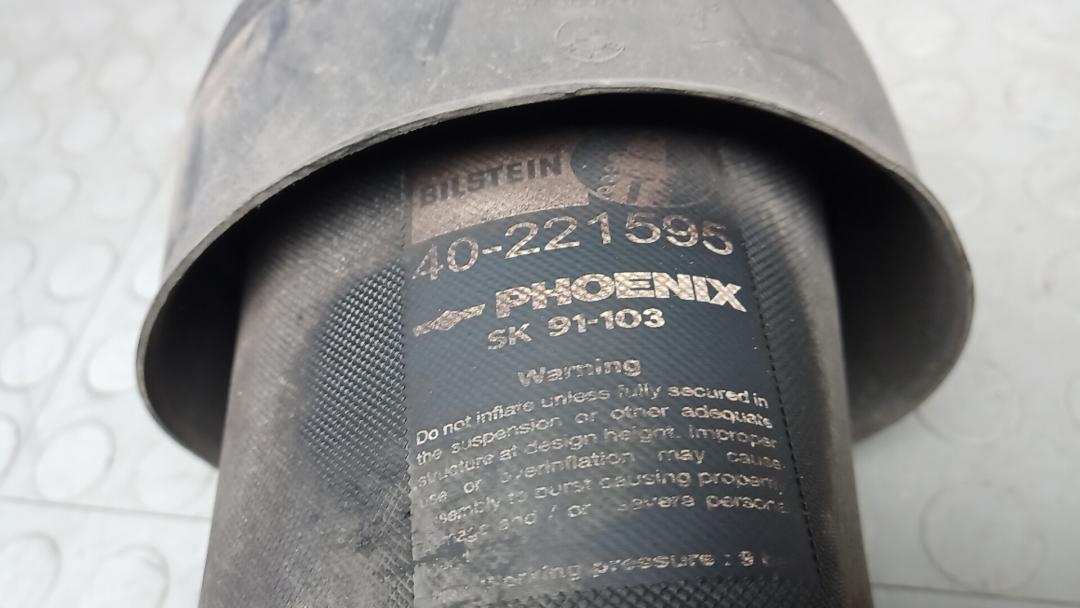 BILSTEIN
40-221595
PHOENIX
SK 91-103
Warning
Do not inflate unless fully secured in
the suspension or other adequate
structure at design height. Improper
use or overinflation may cause
to burst causing property
and / or severe
working pressure : 9